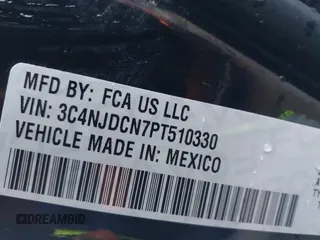 MFD BY: FCA US LLC
VIN: 3C4NJDCN7PT510330
VEHICLE MADE IN: MEXICO
DREAMBID